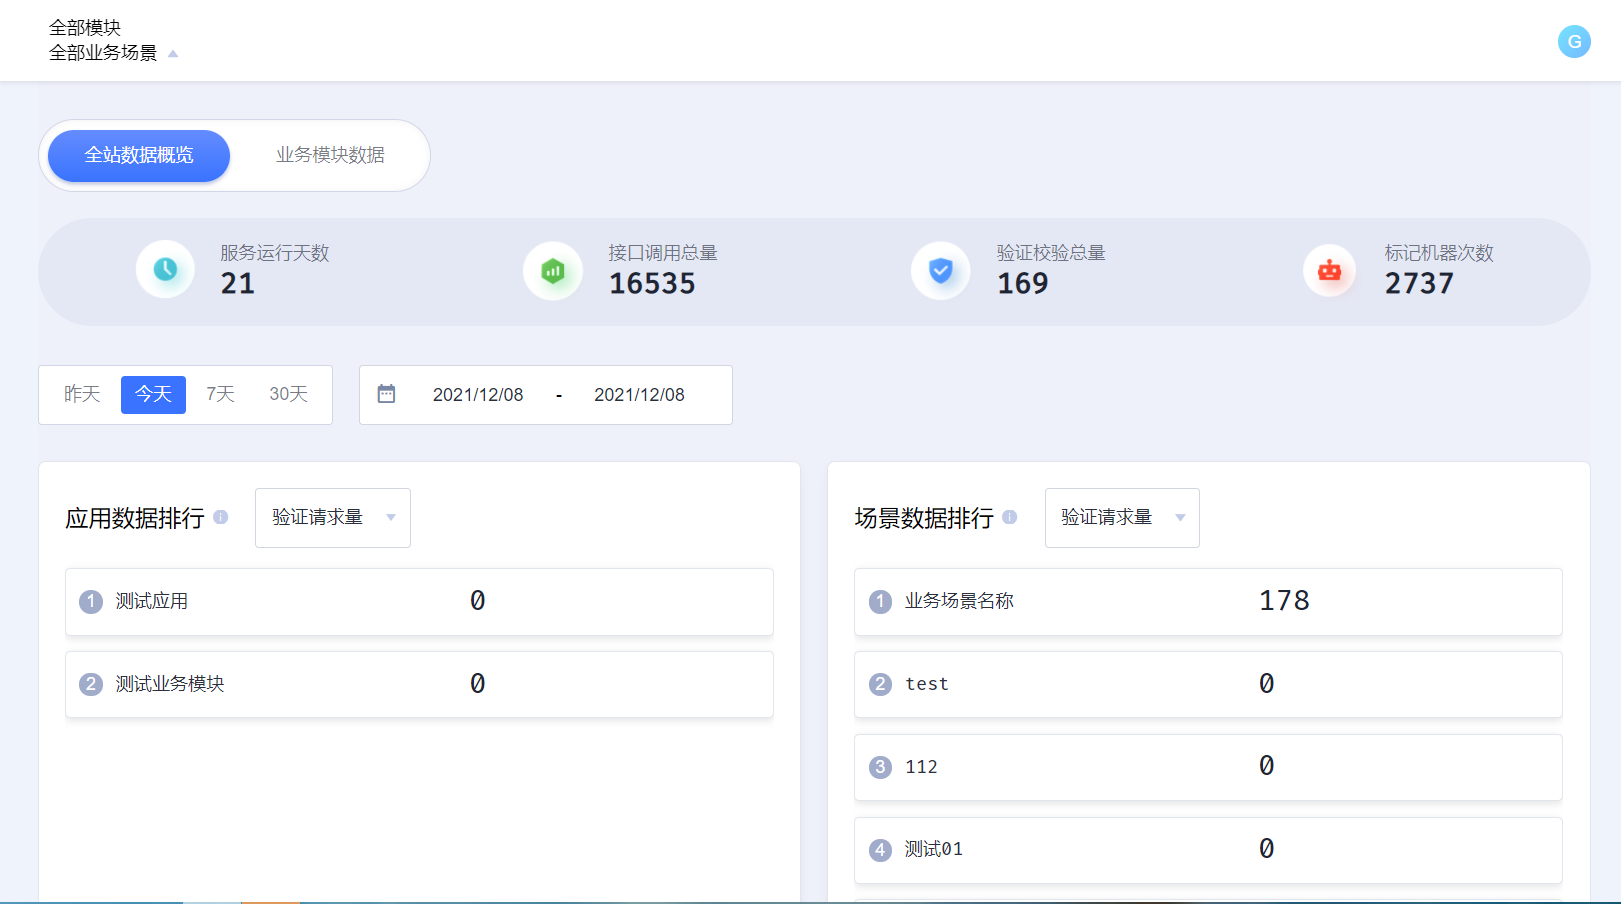 全部模块
全部业务场景
G
全站数据概览 业务模块数据
服务运行天数 接口调用总量 验证校验总量 标记机器次数
21 16535 169 2737
昨天 今天 7天 30天 2021/12/08 - 2021/12/08
应用数据排行 验证请求量
1 测试应用 0
2 测试业务模块 0
场景数据排行 验证请求量
1 业务场景名称 178
2 test 0
3 112 0
4 测试01 0